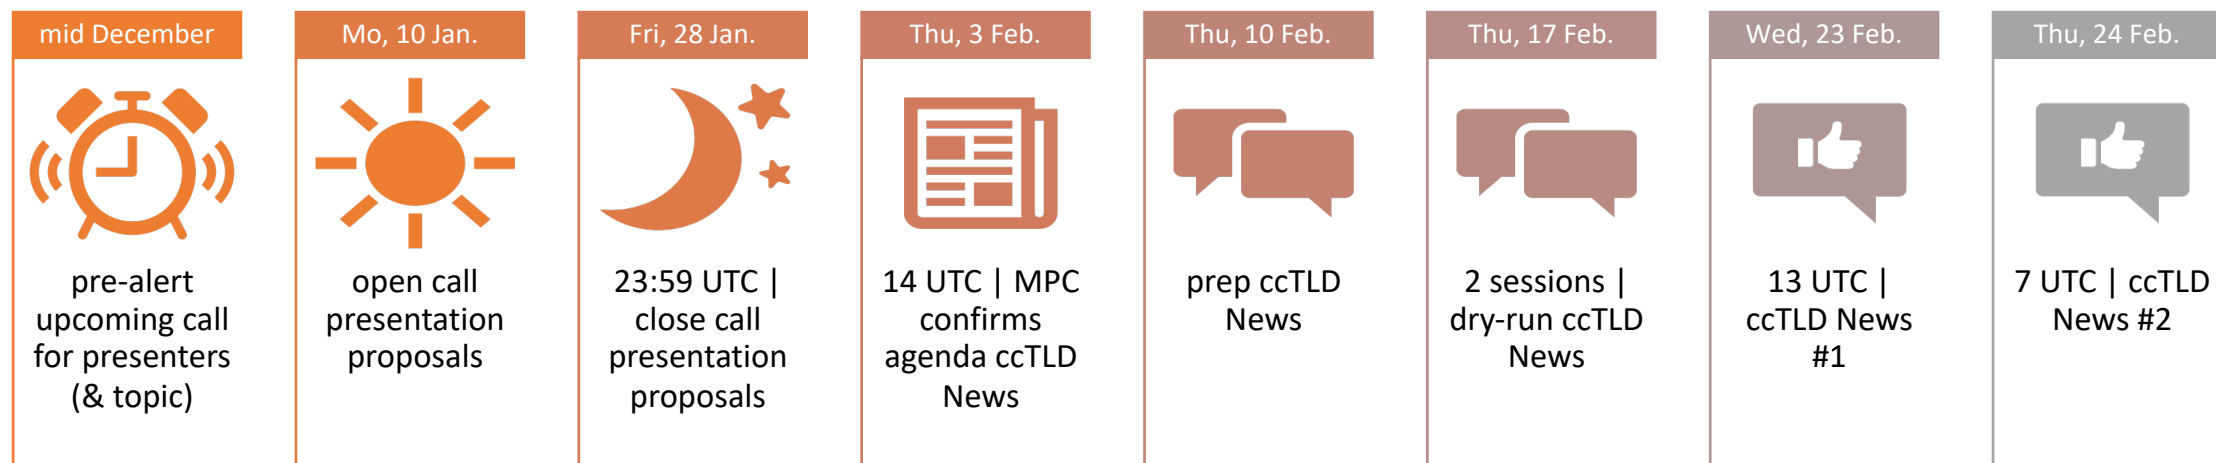 mid December
pre-alert
upcoming call
for presenters
(& topic)
Mo, 10 Jan.
open call
presentation
proposals
Fri, 28 Jan.
23:59 UTC |
close call
presentation
proposals
Thu, 3 Feb.
14 UTC | MPC
confirms
agenda ccTLD
News
Thu, 10 Feb.
prep ccTLD
News
Thu, 17 Feb.
2 sessions |
dry-run ccTLD
News
Wed, 23 Feb.
13 UTC |
ccTLD News
#1
Thu, 24 Feb.
7 UTC | ccTLD
News #2